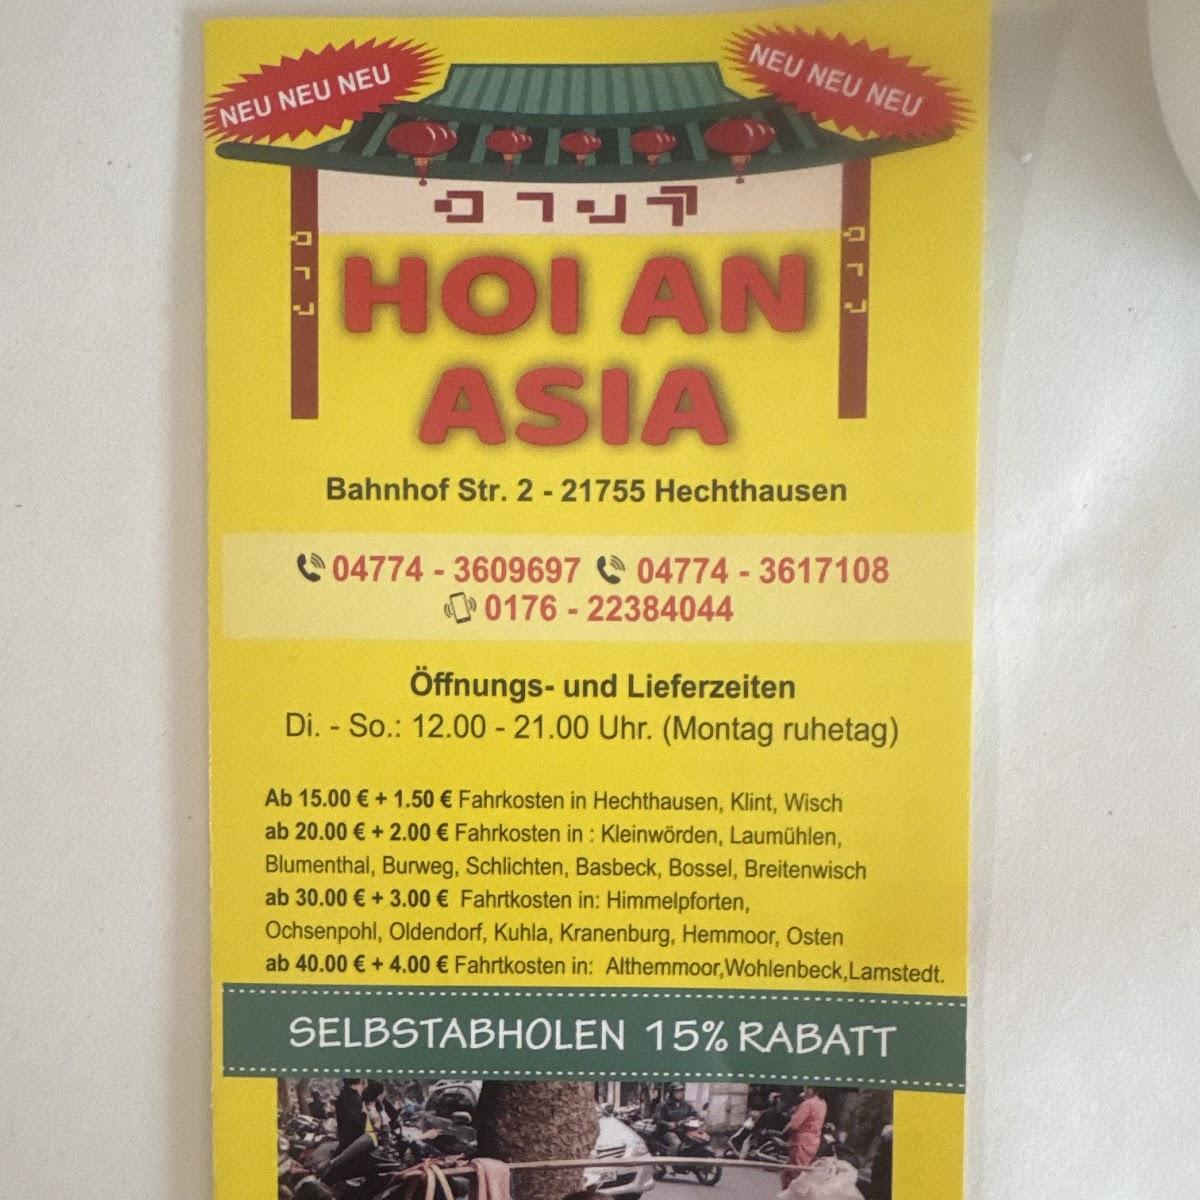 NEU NEU NEU
NEU NEU NEU
HOI AN
ASIA
Bahnhof Str. 2 - 21755 Hechthausen
04774 - 3609697 04774 - 3617108
0176 - 22384044
Öffnungs- und Lieferzeiten
Di. - So.: 12.00 - 21.00 Uhr. (Montag ruhetag)
Ab 15.00 € + 1.50 € Fahrkosten in Hechthausen, Klint, Wisch
ab 20.00 € + 2.00 € Fahrkosten in : Kleinwörden, Laumühlen,
Blumenthal, Burweg, Schlichten, Basbeck, Bossel, Breitenwisch
ab 30.00 € + 3.00 € Fahrtkosten in: Himmelpforten,
Ochsenpohl, Oldendorf, Kuhla, Kranenburg, Hemmoor, Osten
ab 40.00 € + 4.00 € Fahrtkosten in: Althemmoor,Wohlenbeck,Lamstedt.
SELBSTABHOLEN 15% RABATT